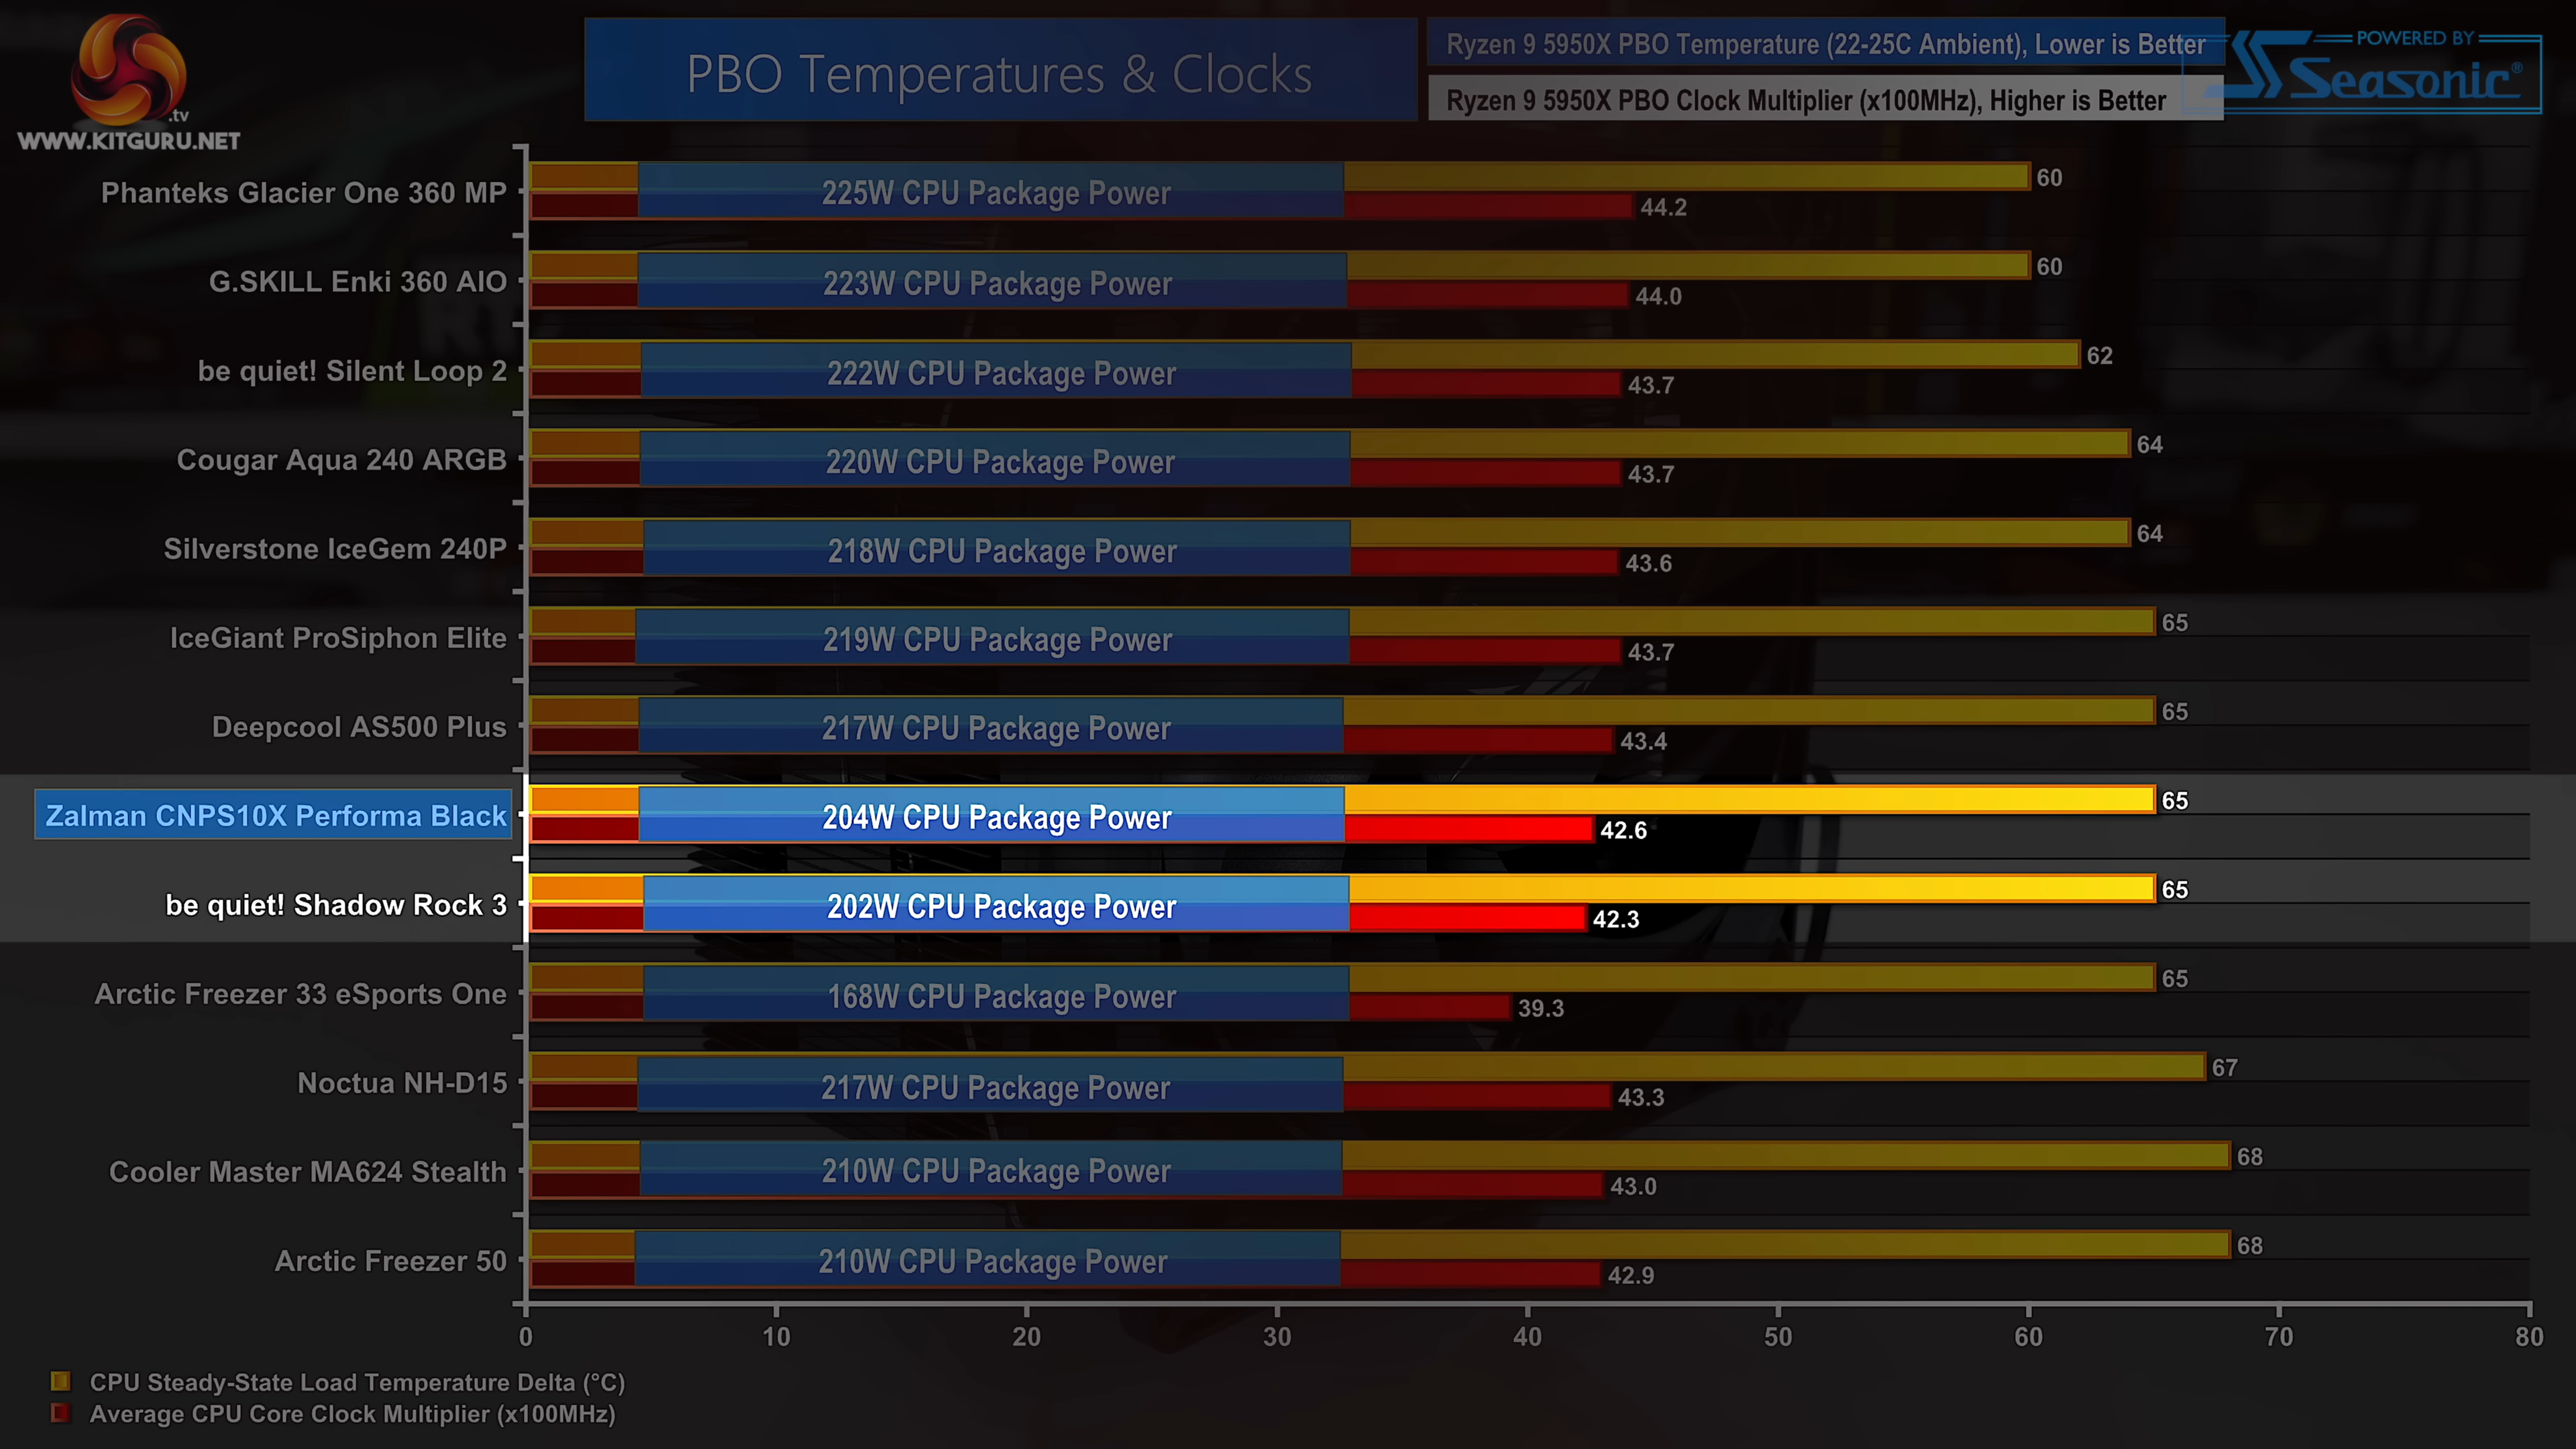 .tv
WWW.KITGURU.NET
PBO Temperatures & Clocks
Ryzen 9 5950X PBO Temperature (22-25C Ambient), Lower is Better
Ryzen 9 5950X PBO Clock Multiplier (x100MHz), Higher is Better
POWERED BY
Seasonic®
Phanteks Glacier One 360 MP 225W CPU Package Power 60
44.2
G.SKILL Enki 360 AIO 223W CPU Package Power 60
44.0
be quiet! Silent Loop 2 222W CPU Package Power 62
43.7
Cougar Aqua 240 ARGB 220W CPU Package Power 64
43.7
Silverstone IceGem 240P 218W CPU Package Power 64
43.6
IceGiant ProSiphon Elite 219W CPU Package Power 65
43.7
Deepcool AS500 Plus 217W CPU Package Power 65
43.4
Zalman CNPS10X Performa Black 204W CPU Package Power 65
42.6
be quiet! Shadow Rock 3 202W CPU Package Power 65
42.3
Arctic Freezer 33 eSports One 168W CPU Package Power 65
39.3
Noctua NH-D15 217W CPU Package Power 67
43.3
Cooler Master MA624 Stealth 210W CPU Package Power 68
43.0
Arctic Freezer 50 210W CPU Package Power 68
42.9
0 10 20 30 40 50 60 70 80
CPU Steady-State Load Temperature Delta (°C)
Average CPU Core Clock Multiplier (x100MHz)